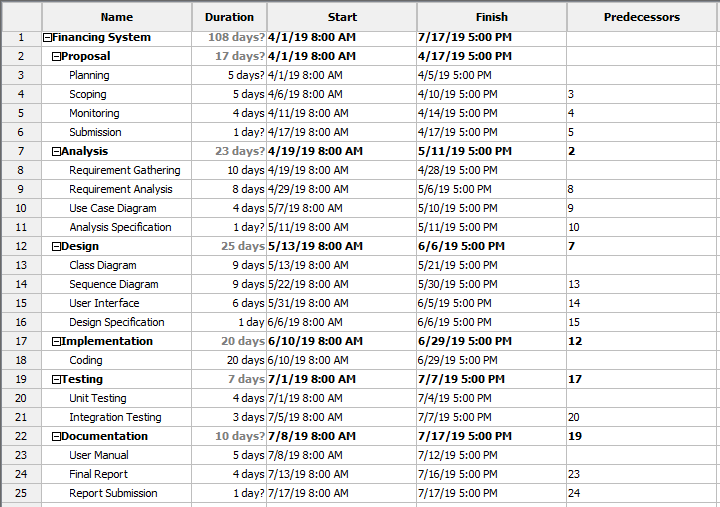 Name Duration Start Finish Predecessors
1 Financing System 108 days? 4/1/19 8:00 AM 7/17/19 5:00 PM
2 Proposal 17 days? 4/1/19 8:00 AM 4/17/19 5:00 PM
3 Planning 5 days? 4/1/19 8:00 AM 4/5/19 5:00 PM
4 Scoping 5 days 4/6/19 8:00 AM 4/10/19 5:00 PM 3
5 Monitoring 4 days 4/11/19 8:00 AM 4/14/19 5:00 PM 4
6 Submission 1 day? 4/17/19 8:00 AM 4/17/19 5:00 PM 5
7 Analysis 23 days? 4/19/19 8:00 AM 5/11/19 5:00 PM 2
8 Requirement Gathering 10 days 4/19/19 8:00 AM 4/28/19 5:00 PM
9 Requirement Analysis 8 days 4/29/19 8:00 AM 5/6/19 5:00 PM 8
10 Use Case Diagram 4 days 5/7/19 8:00 AM 5/10/19 5:00 PM 9
11 Analysis Specification 1 day? 5/11/19 8:00 AM 5/11/19 5:00 PM 10
12 Design 25 days 5/13/19 8:00 AM 6/6/19 5:00 PM 7
13 Class Diagram 9 days 5/13/19 8:00 AM 5/21/19 5:00 PM
14 Sequence Diagram 9 days 5/22/19 8:00 AM 5/30/19 5:00 PM 13
15 User Interface 6 days 5/31/19 8:00 AM 6/5/19 5:00 PM 14
16 Design Specification 1 day 6/6/19 8:00 AM 6/6/19 5:00 PM 15
17 Implementation 20 days 6/10/19 8:00 AM 6/29/19 5:00 PM 12
18 Coding 20 days 6/10/19 8:00 AM 6/29/19 5:00 PM
19 Testing 7 days 7/1/19 8:00 AM 7/7/19 5:00 PM 17
20 Unit Testing 4 days 7/1/19 8:00 AM 7/4/19 5:00 PM
21 Integration Testing 3 days 7/5/19 8:00 AM 7/7/19 5:00 PM 20
22 Documentation 10 days? 7/8/19 8:00 AM 7/17/19 5:00 PM 19
23 User Manual 5 days 7/8/19 8:00 AM 7/12/19 5:00 PM
24 Final Report 4 days 7/13/19 8:00 AM 7/16/19 5:00 PM 23
25 Report Submission 1 day? 7/17/19 8:00 AM 7/17/19 5:00 PM 24